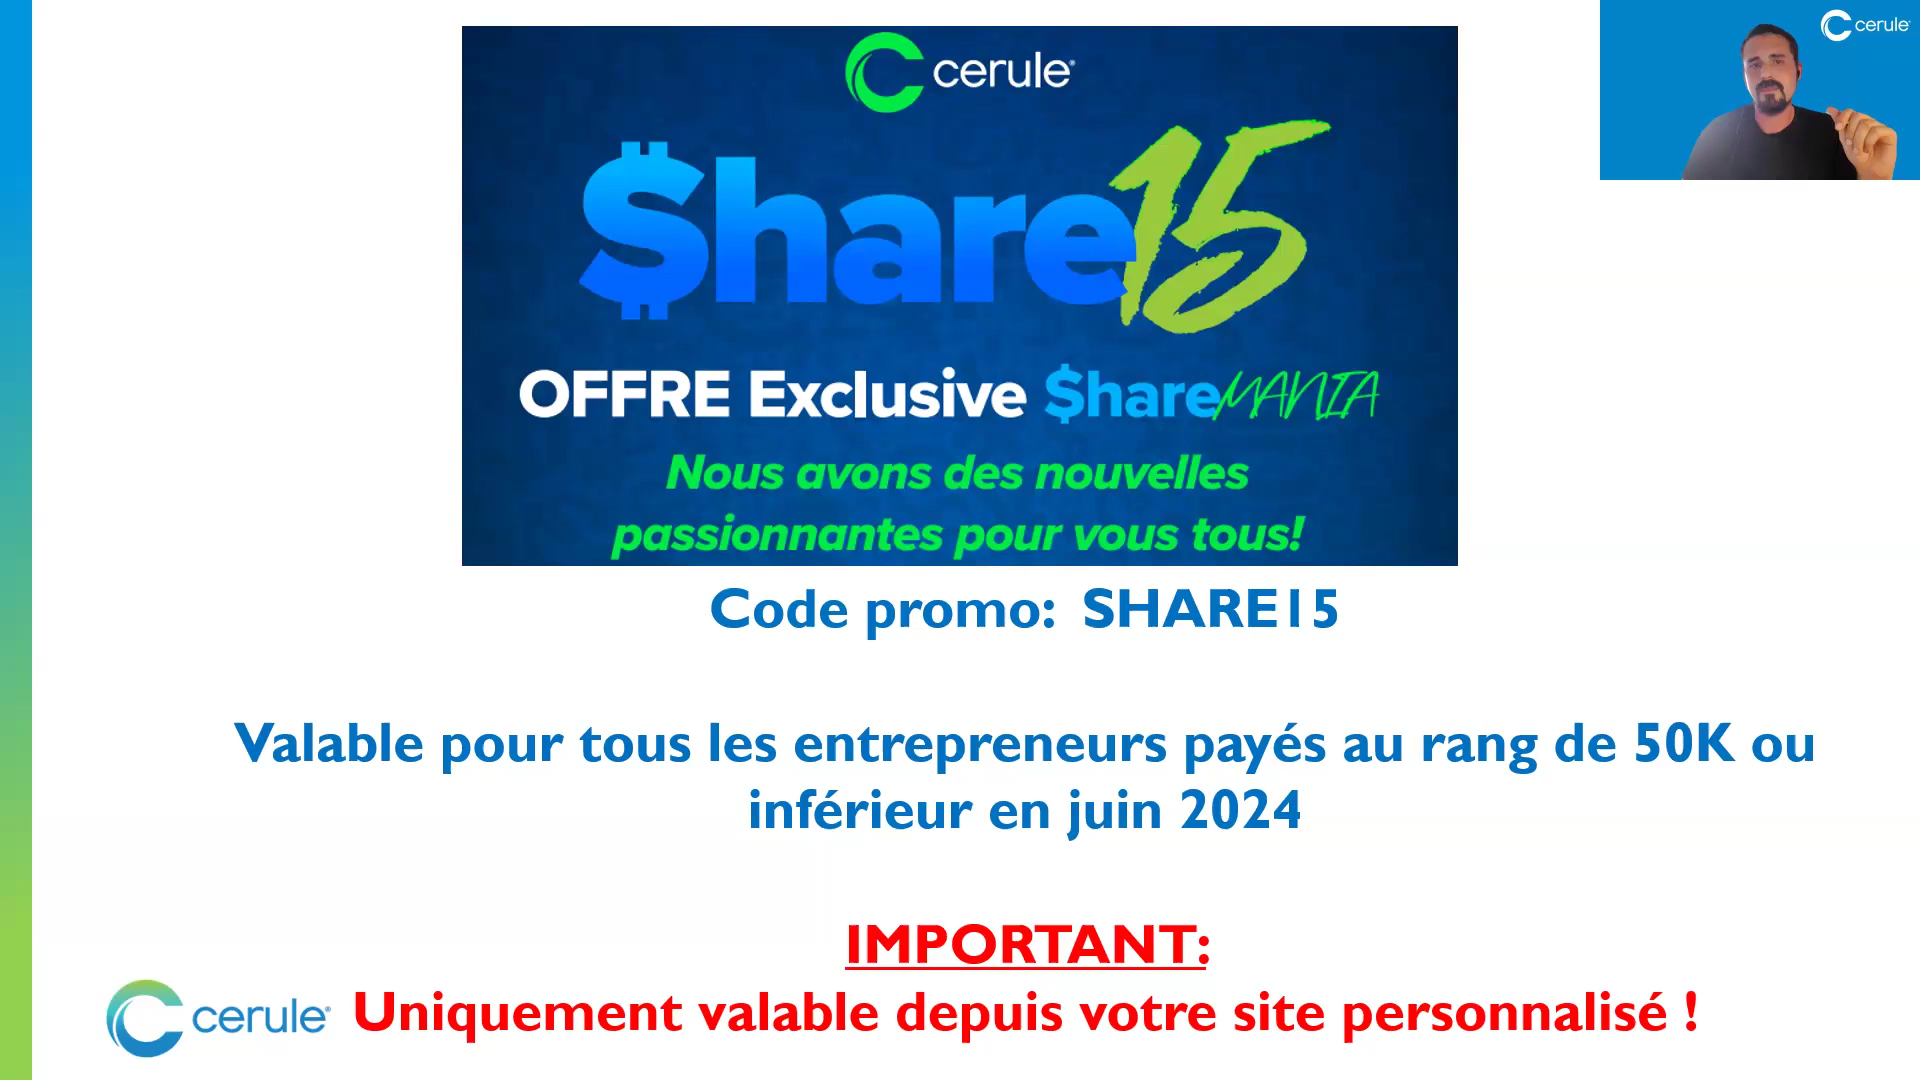 cerule
$hare15
OFFRE Exclusive $hareMANIA
Nous avons des nouvelles
passionnantes pour vous tous!
cerule
Code promo: SHARE15
Valable pour tous les entrepreneurs payés au rang de 50K ou
inférieur en juin 2024
IMPORTANT:
cerule
Uniquement valable depuis votre site personnalisé !